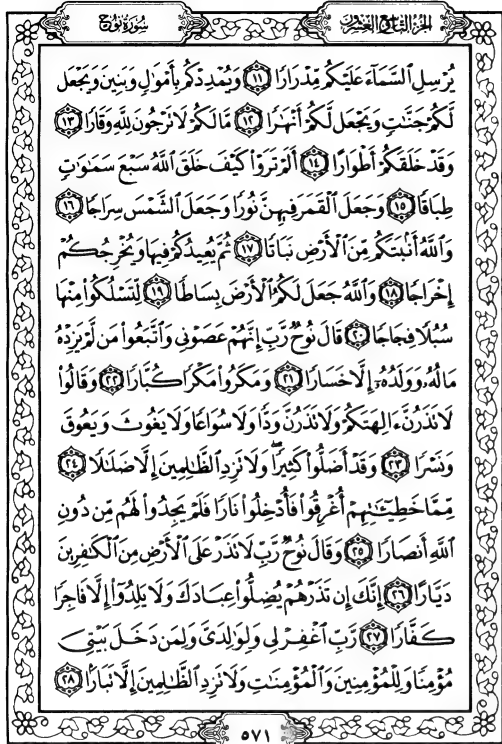 الجزء التاسع والعشرون
سورة نوح
يُرْسِلِ ٱلسَّمَآءَ عَلَيْكُم مِّدْرَارًا ١١ وَيُمْدِدْكُم بِأَمْوَٰلٍ وَبَنِينَ وَيَجْعَل
لَّكُمْ جَنَّٰتٍ وَيَجْعَل لَّكُمْ أَنْهَٰرًا ١٢ مَّا لَكُمْ لَا تَرْجُونَ لِلَّهِ وَقَارًا ١٣
وَقَدْ خَلَقَكُمْ أَطْوَارًا ١٤ أَلَمْ تَرَوْا۟ كَيْفَ خَلَقَ ٱللَّهُ سَبْعَ سَمَٰوَٰتٍ
طِبَاقًا ١٥ وَجَعَلَ ٱلْقَمَرَ فِيهِنَّ نُورًا وَجَعَلَ ٱلشَّمْسَ سِرَاجًا ١٦
وَٱللَّهُ أَنۢبَتَكُم مِّنَ ٱلْأَرْضِ نَبَاتًا ١٧ ثُمَّ يُعِيدُكُمْ فِيهَا وَيُخْرِجُكُمْ
إِخْرَاجًا ١٨ وَٱللَّهُ جَعَلَ لَكُمُ ٱلْأَرْضَ بِسَاطًا ١٩ لِّتَسْلُكُوا۟ مِنْهَا
سُبُلًا فِجَاجًا ٢٠ قَالَ نُوحٌ رَّبِّ إِنَّهُمْ عَصَوْنِى وَٱتَّبَعُوا۟ مَن لَّمْ يَزِدْهُ
مَالُهُۥ وَوَلَدُهُۥٓ إِلَّا خَسَارًا ٢١ وَمَكَرُوا۟ مَكْرًا كُبَّارًا ٢٢ وَقَالُوا۟
لَا تَذَرُنَّ ءَالِهَتَكُمْ وَلَا تَذَرُنَّ وَدًّا وَلَا سُوَاعًا وَلَا يَغُوثَ وَيَعُوقَ
وَنَسْرًا ٢٣ وَقَدْ أَضَلُّوا۟ كَثِيرًا ۖ وَلَا تَزِدِ ٱلظَّٰلِمِينَ إِلَّا ضَلَٰلًا ٢٤
مِّمَّا خَطِيٓـَٰٔتِهِمْ أُغْرِقُوا۟ فَأُدْخِلُوا۟ نَارًا فَلَمْ يَجِدُوا۟ لَهُم مِّن دُونِ
ٱللَّهِ أَنصَارًا ٢٥ وَقَالَ نُوحٌ رَّبِّ لَا تَذَرْ عَلَى ٱلْأَرْضِ مِنَ ٱلْكَٰفِرِينَ
دَيَّارًا ٢٦ إِنَّكَ إِن تَذَرْهُمْ يُضِلُّوا۟ عِبَادَكَ وَلَا يَلِدُوٓا۟ إِلَّا فَاجِرًا
كَفَّارًا ٢٧ رَّبِّ ٱغْفِرْ لِى وَلِوَٰلِدَىَّ وَلِمَن دَخَلَ بَيْتِىَ
مُؤْمِنًا وَلِلْمُؤْمِنِينَ وَٱلْمُؤْمِنَٰتِ وَلَا تَزِدِ ٱلظَّٰلِمِينَ إِلَّا تَبَارًۢا ٢٨
٥٧١